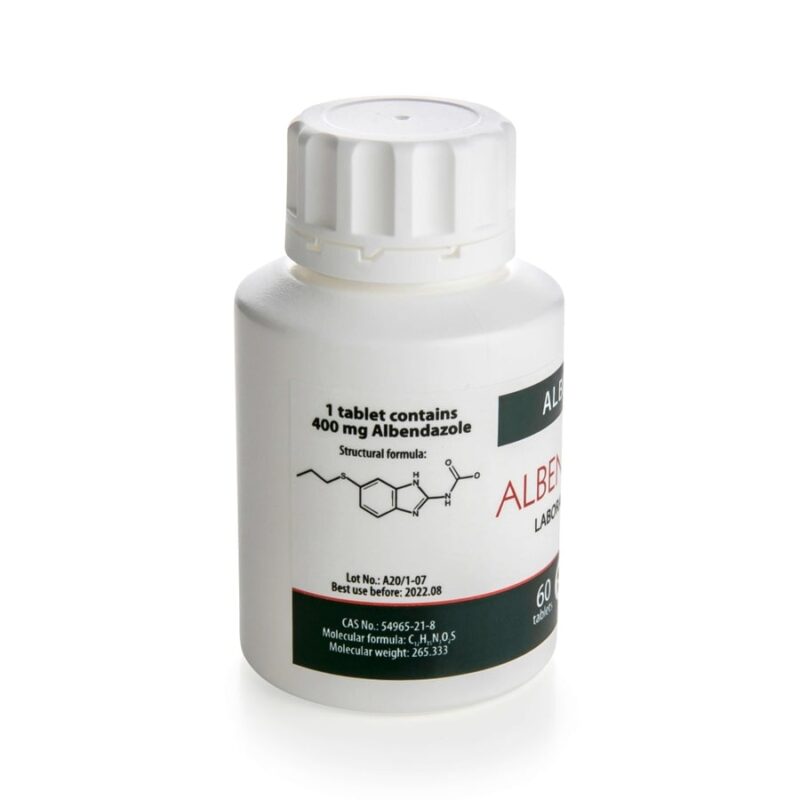 1 tablet contains
400 mg Albendazole
Structural formula:
S
H
N
N
N
H
O
O
Lot No.: A20/1-07
Best use before: 2022.08
CAS No.: 54965-21-8
Molecular formula: C₁₂H₁₅N₃O₂S
Molecular weight: 265.333
ALB
ALBEN
LABORA
60
tablets